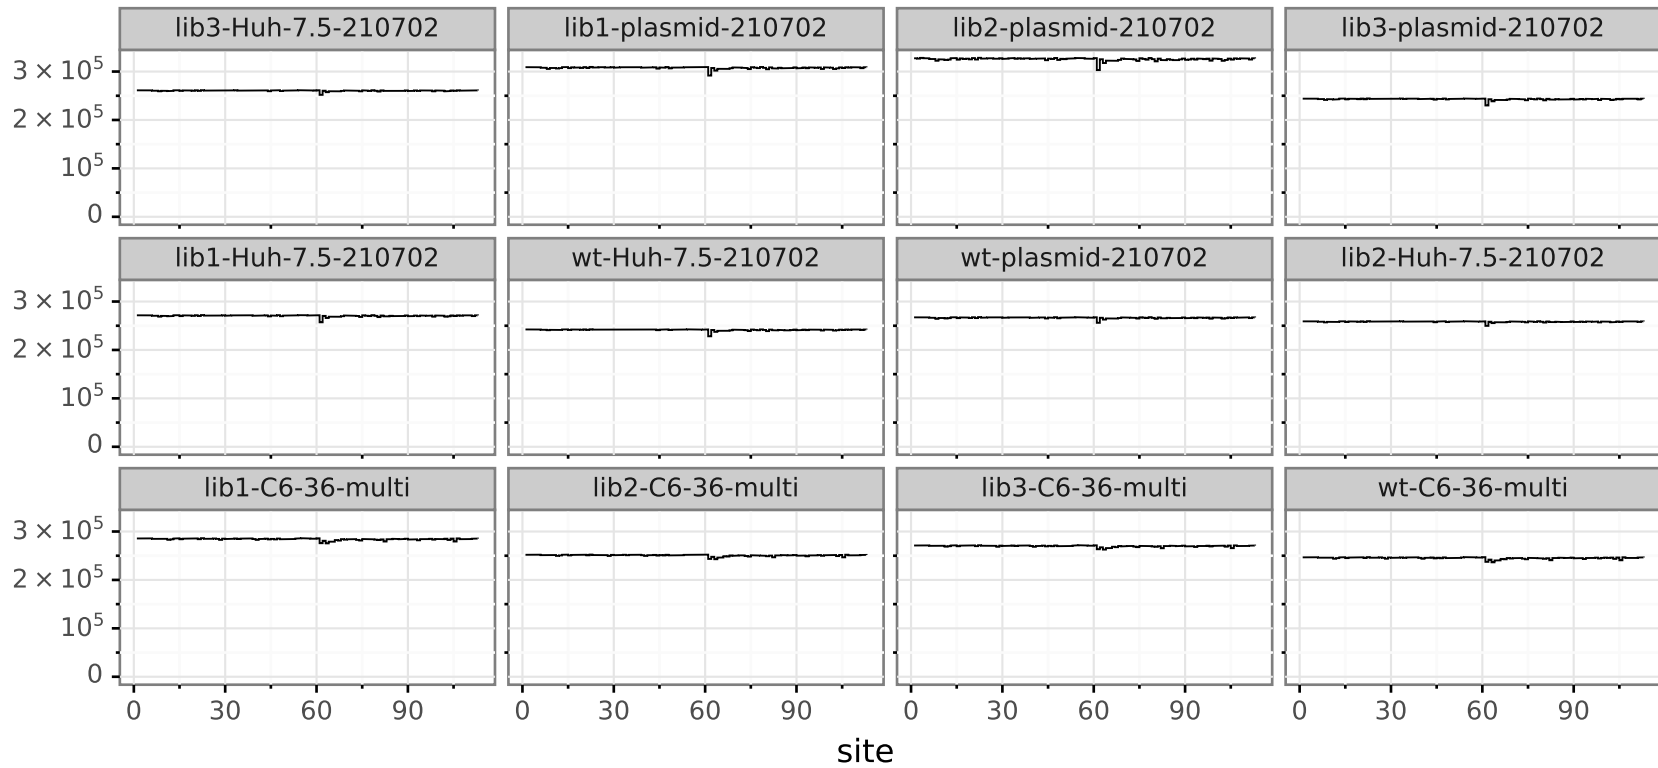 lib3-Huh-7.5-210702 lib1-plasmid-210702 lib2-plasmid-210702 lib3-plasmid-210702
3 × 10⁵
2 × 10⁵
10⁵
0
lib1-Huh-7.5-210702 wt-Huh-7.5-210702 wt-plasmid-210702 lib2-Huh-7.5-210702
3 × 10⁵
2 × 10⁵
10⁵
0
lib1-C6-36-multi lib2-C6-36-multi lib3-C6-36-multi wt-C6-36-multi
3 × 10⁵
2 × 10⁵
10⁵
0
0 30 60 90 0 30 60 90 0 30 60 90 0 30 60 90
site